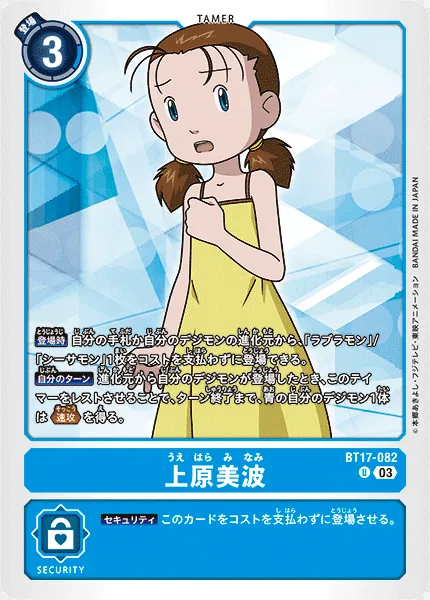 TAMER
登場
3
登場時 自分の手札か自分のデジモンの進化元から、「ラブラモン」/
「シーサモン」1枚をコストを支払わずに登場できる。
自分のターン 進化元から自分のデジモンが登場したとき、このテイ
マーをレストさせることで、ターン終了まで、青の自分のデジモン1体
は 速攻 を得る。
BT17-082
うえ はら み なみ
上原美波
U 03
セキュリティ このカードをコストを支払わずに登場させる。
SECURITY
©本郷あきよし・フジテレビ・東映アニメーション BANDAI MADE IN JAPAN